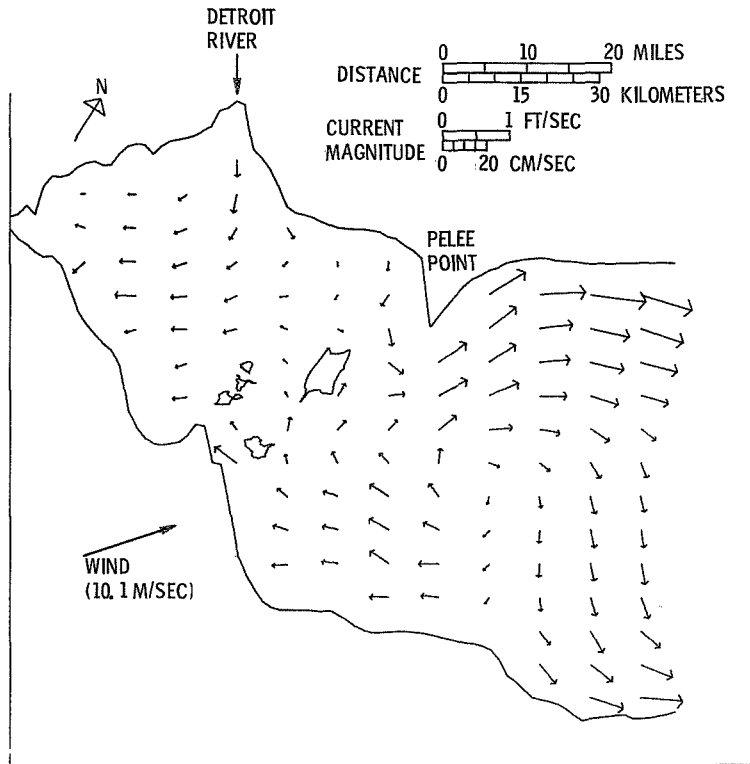 DETROIT
RIVER
N
DISTANCE
0 10 20 MILES
0 15 30 KILOMETERS
CURRENT
MAGNITUDE
0 1 FT/SEC
0 20 CM/SEC
PELEE
POINT
WIND
(10.1 M/SEC)